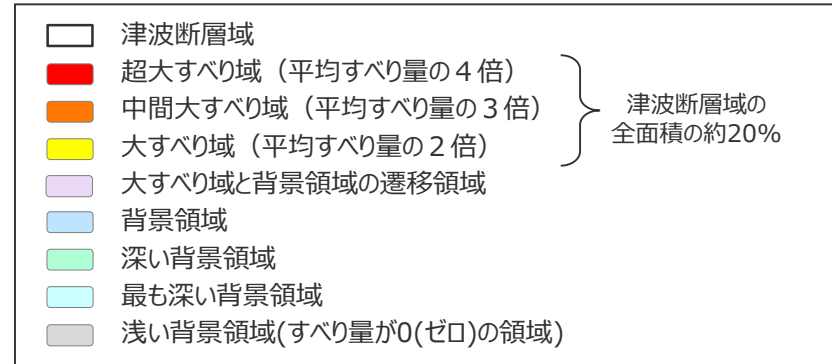 津波断層域
超大すべり域（平均すべり量の４倍）
中間大すべり域（平均すべり量の３倍）
大すべり域（平均すべり量の２倍）
津波断層域の
全面積の約20%
大すべり域と背景領域の遷移領域
背景領域
深い背景領域
最も深い背景領域
浅い背景領域(すべり量が0(ゼロ)の領域)